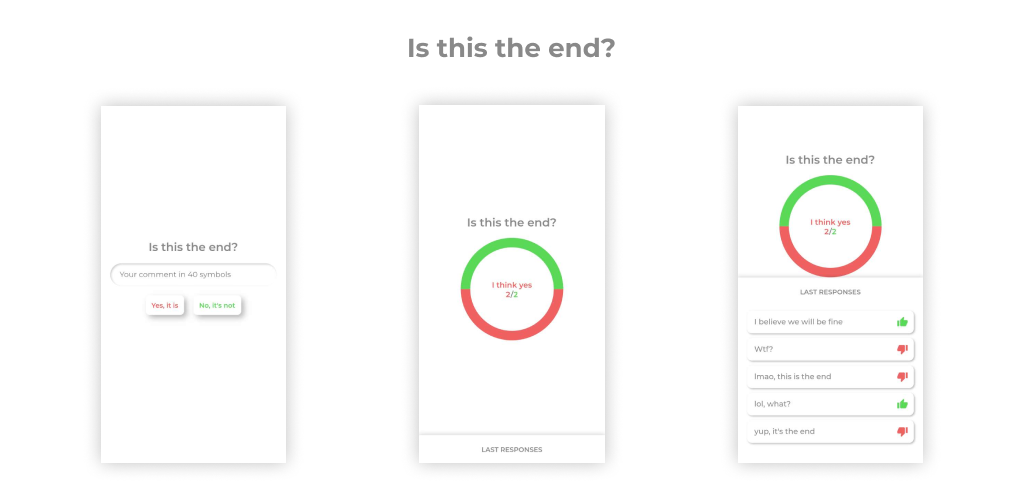 Is this the end?
Is this the end?
Your comment in 40 symbols
Yes, it is
No, it's not
Is this the end?
I think yes
2/2
LAST RESPONSES
Is this the end?
I think yes
2/2
LAST RESPONSES
I believe we will be fine
Wtf?
lmao, this is the end
lol, what?
yup, it's the end